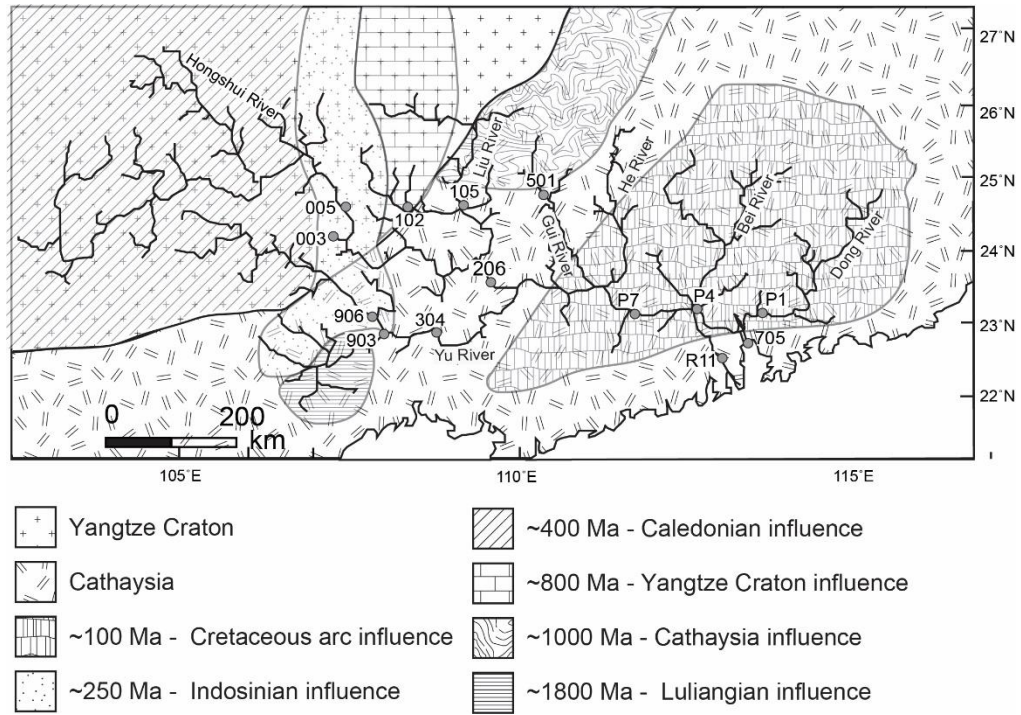 27°N
Hongshui River
26°N
Liu River
He River
105
501
25°N
Bei River
005
102
Gui River
Dong River
003
24°N
206
P7
P4
P1
906
304
23°N
903
705
Yu River
R11
22°N
0
200
km
105°E
110°E
115°E
Yangtze Craton
Cathaysia
~100 Ma - Cretaceous arc influence
~250 Ma - Indosinian influence
~400 Ma - Caledonian influence
~800 Ma - Yangtze Craton influence
~1000 Ma - Cathaysia influence
~1800 Ma - Luliangian influence